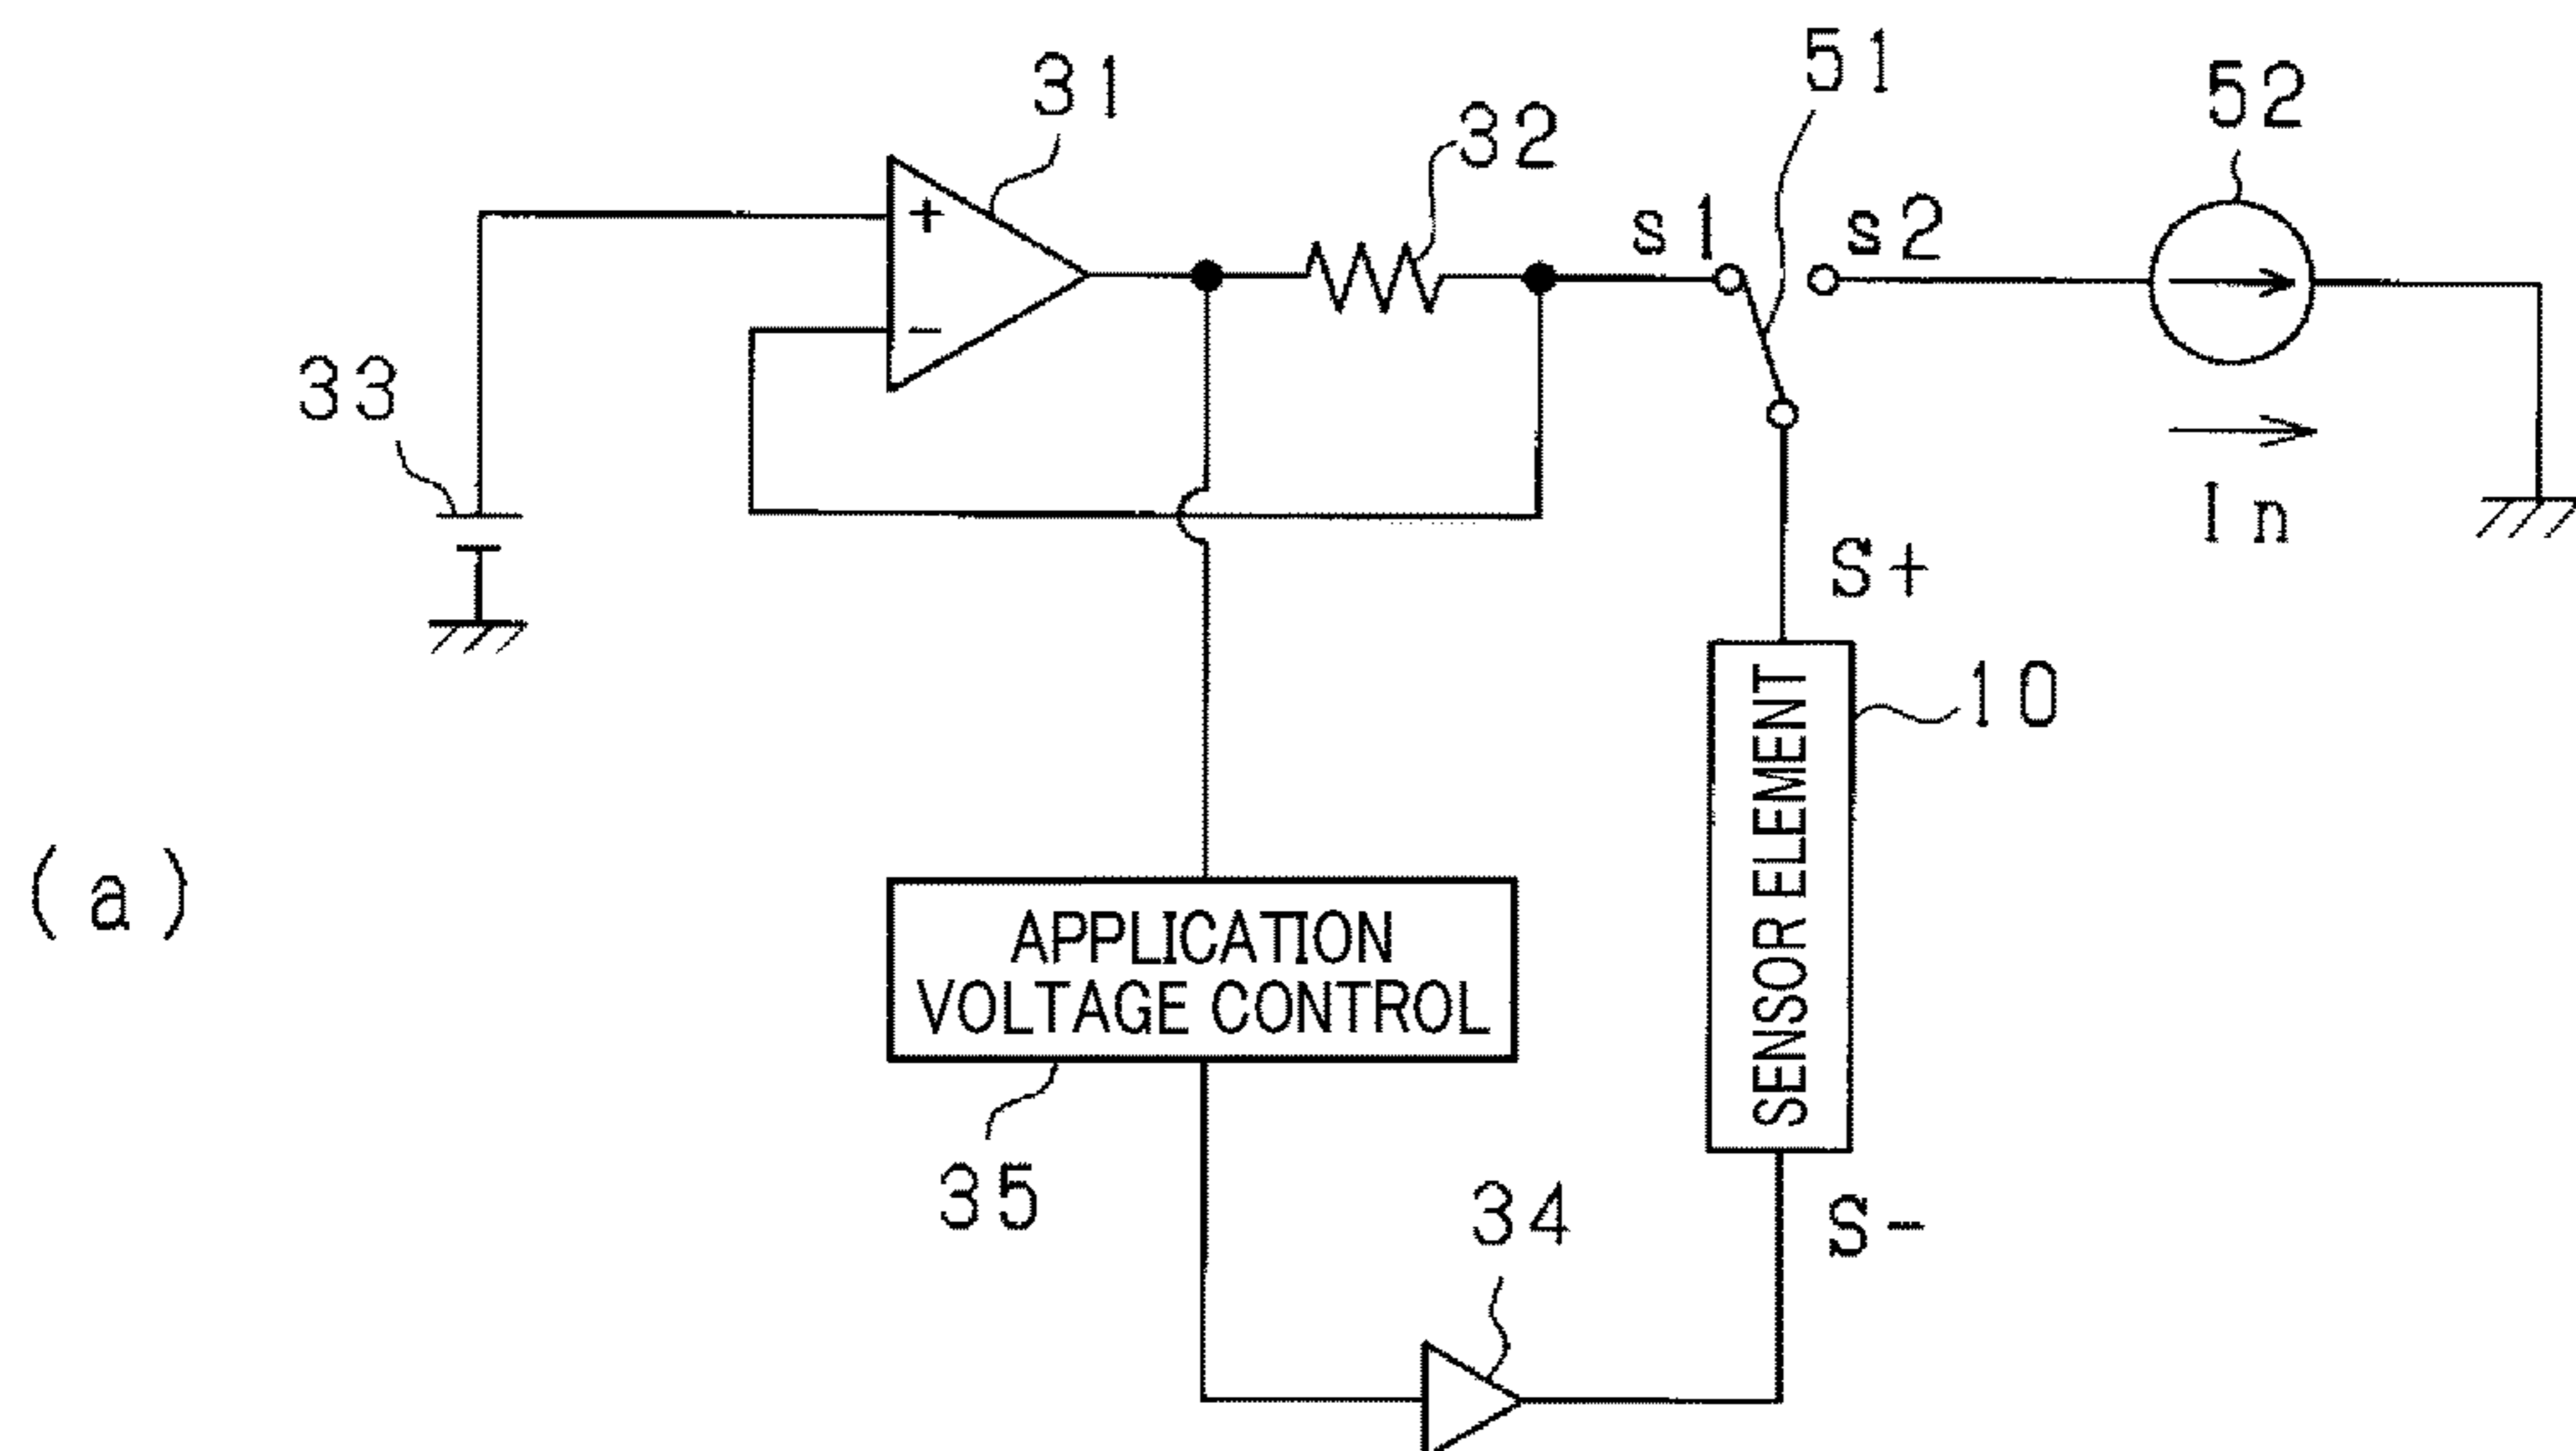 31
51
52
32
s1
s2
+
-
33
In
S+
10
SENSOR ELEMENT
(a)
APPLICATION
VOLTAGE CONTROL
35
34
S-